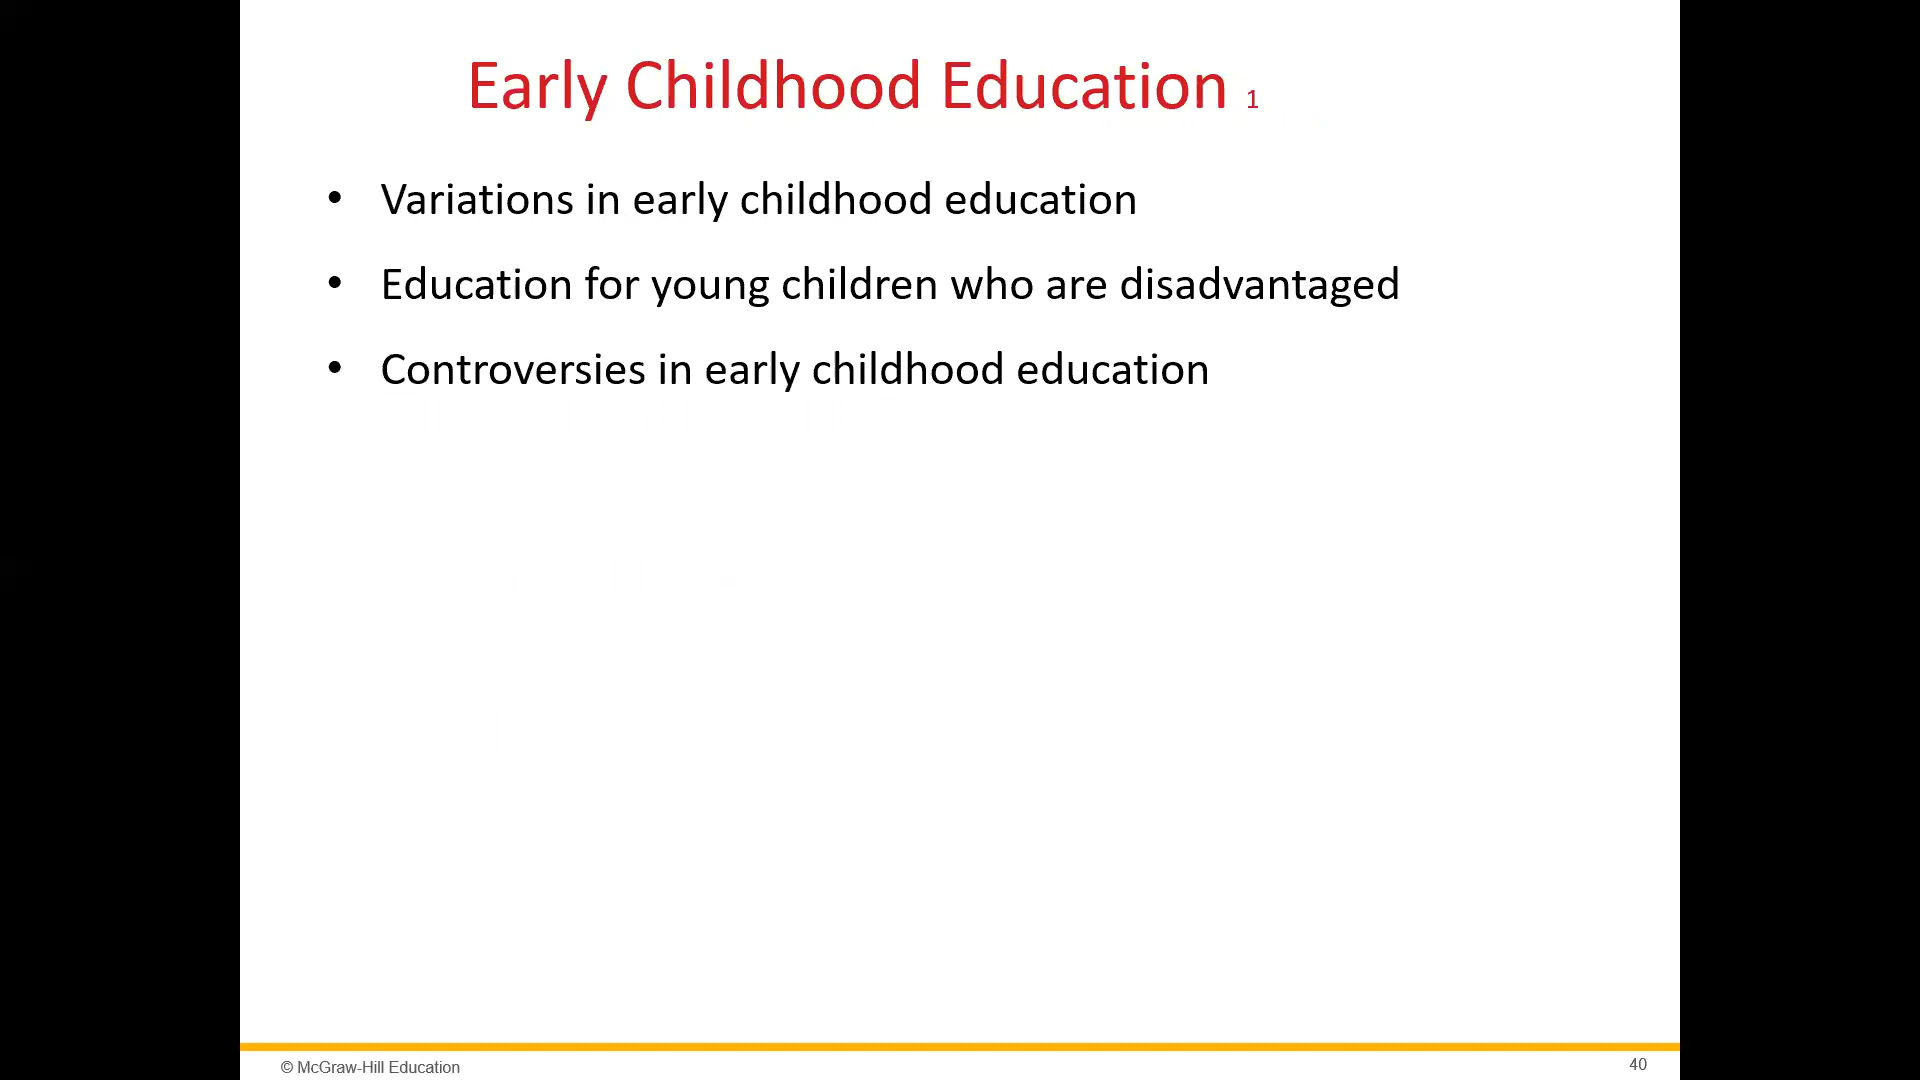 Early Childhood Education 1
• Variations in early childhood education
• Education for young children who are disadvantaged
• Controversies in early childhood education
© McGraw-Hill Education
40